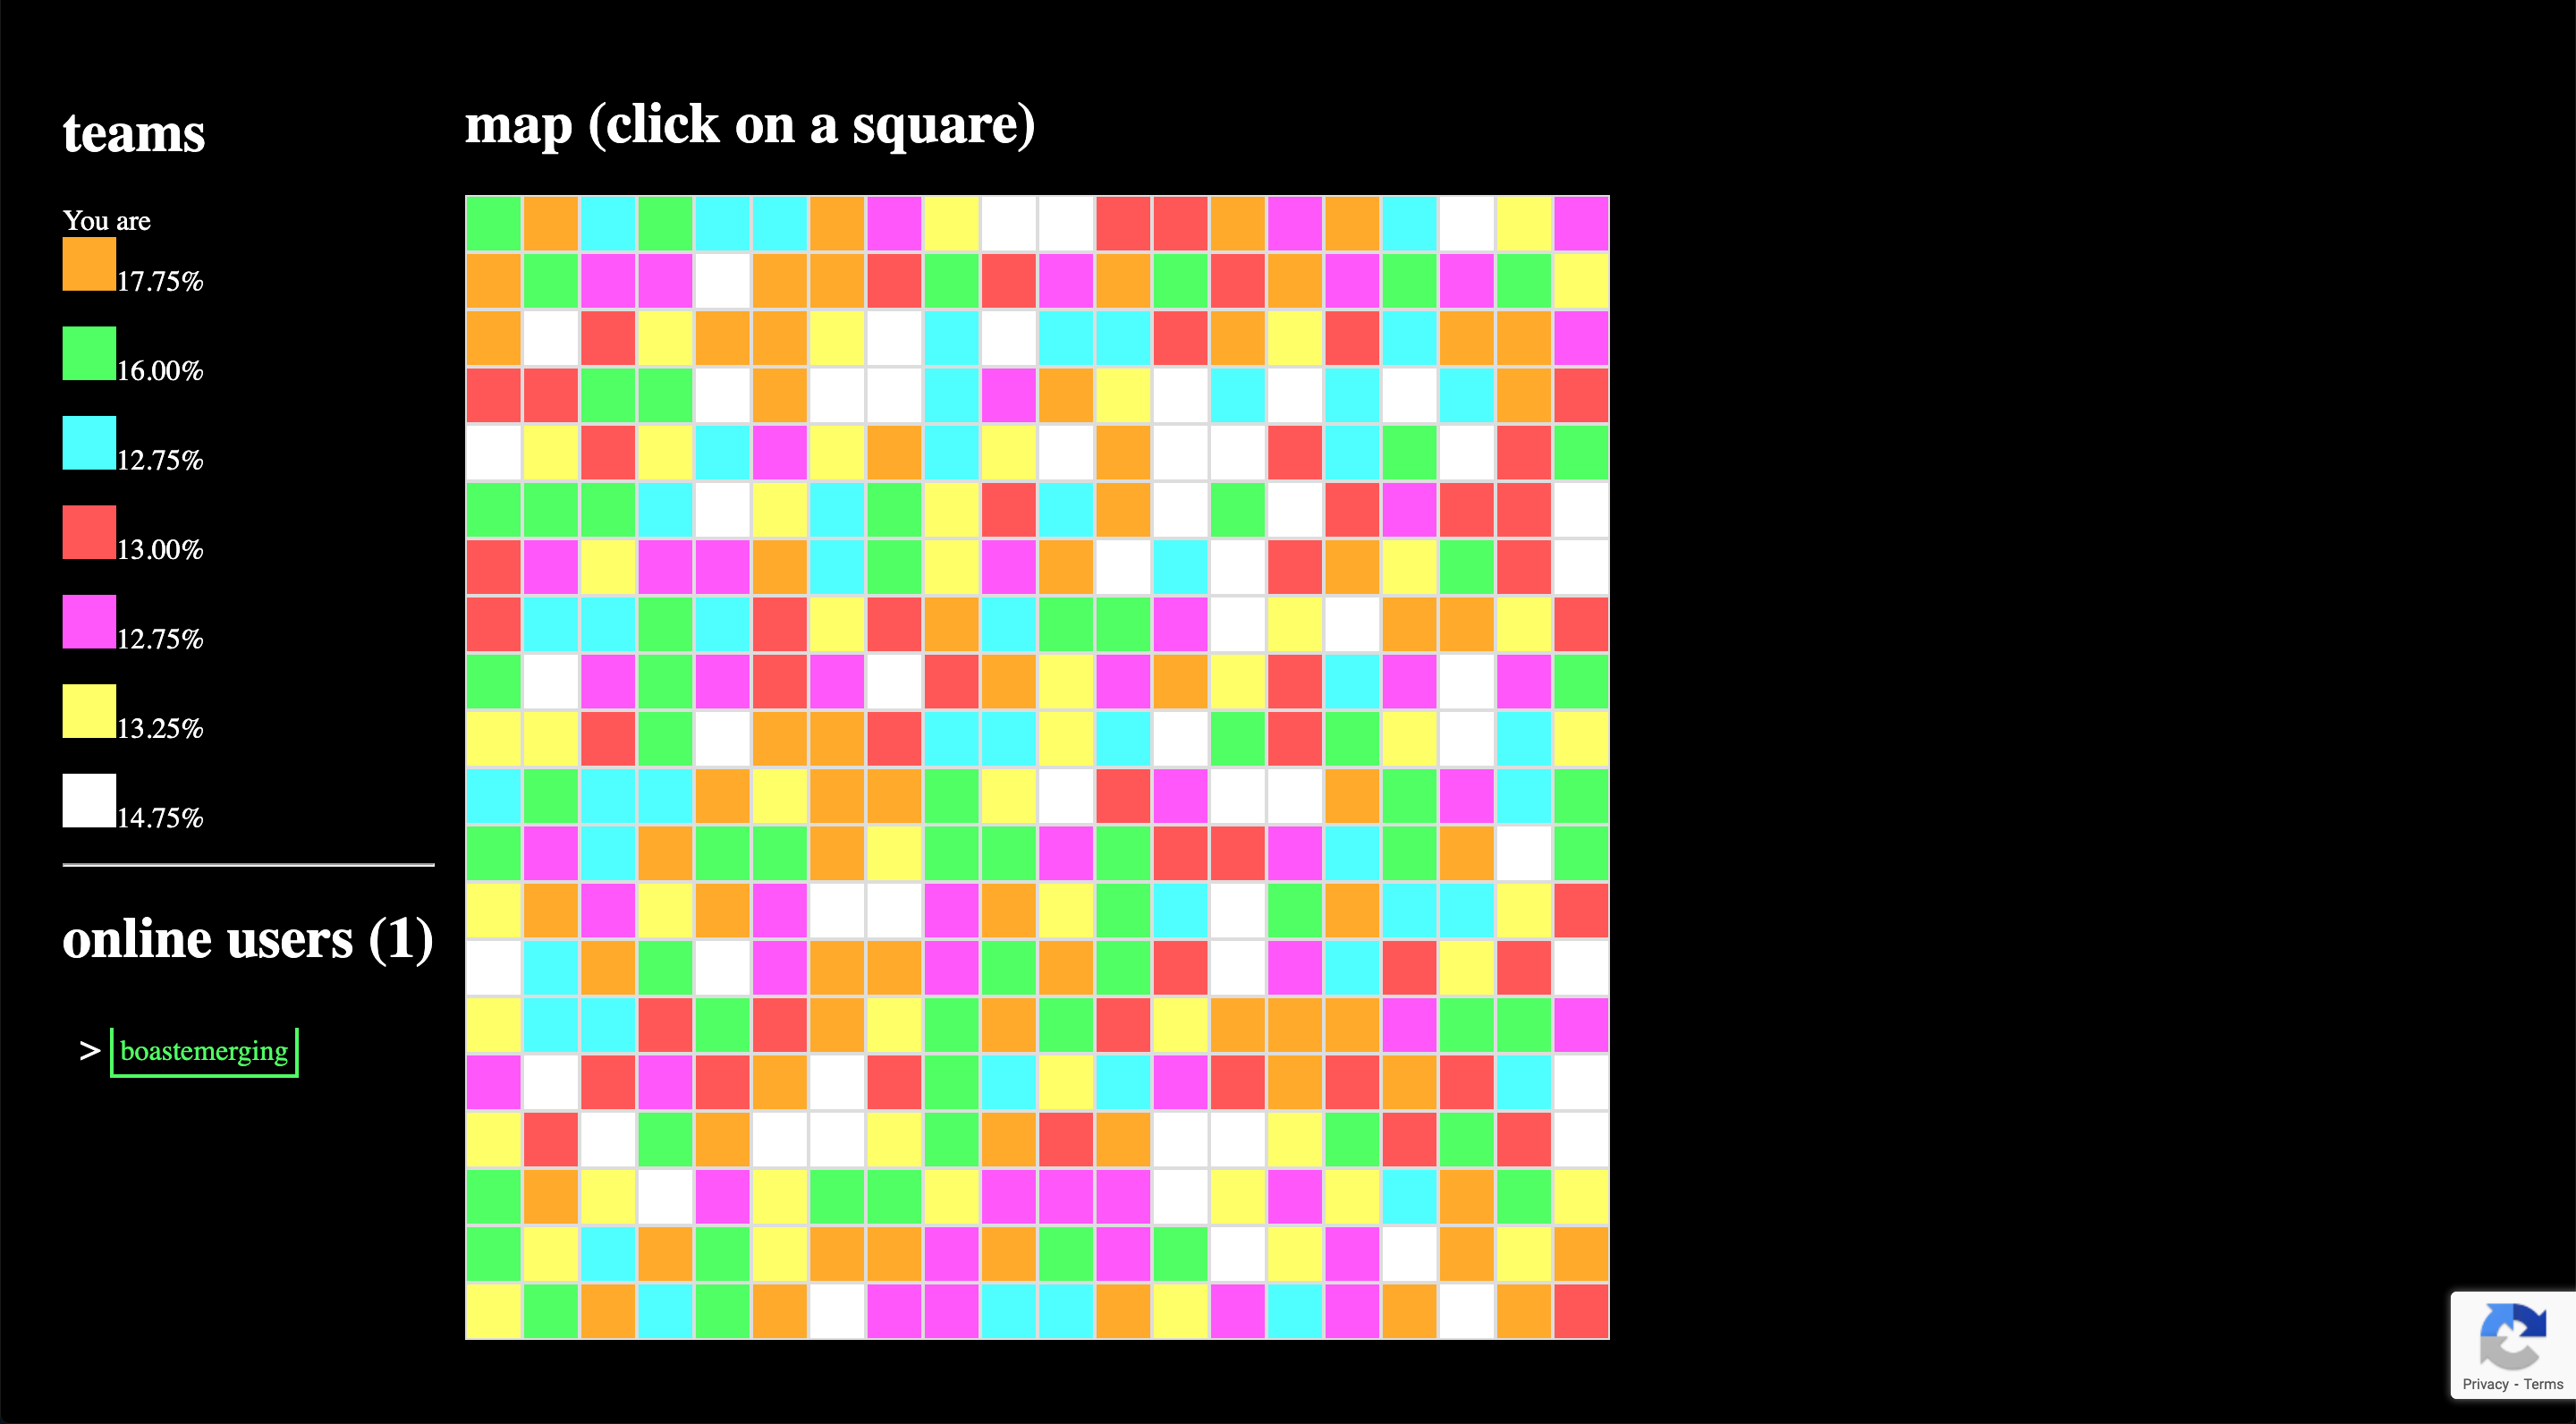 teams
You are
17.75%
16.00%
12.75%
13.00%
12.75%
13.25%
14.75%
online users (1)
> boastemerging
map (click on a square)
Privacy - Terms